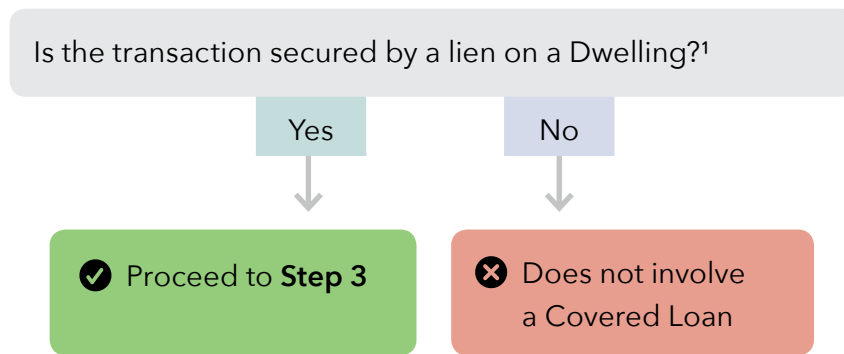 Is the transaction secured by a lien on a Dwelling?¹
Yes
No
Proceed to Step 3
Does not involve
a Covered Loan